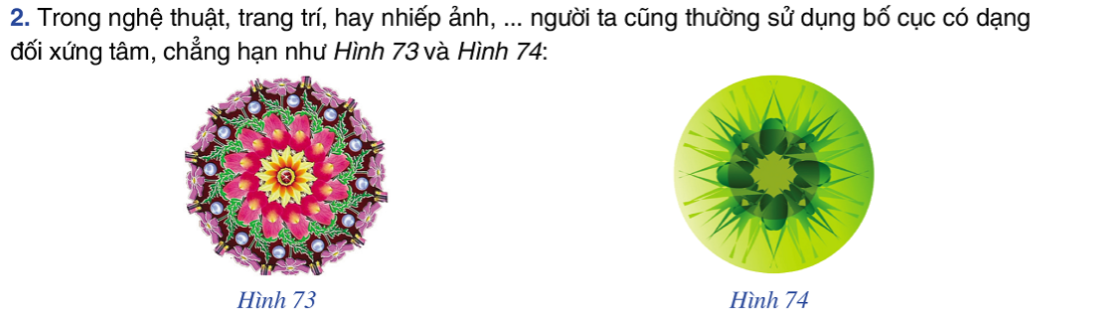 2. Trong nghệ thuật, trang trí, hay nhiếp ảnh, ... người ta cũng thường sử dụng bố cục có dạng
đối xứng tâm, chẳng hạn như Hình 73 và Hình 74:
Hình 73
Hình 74